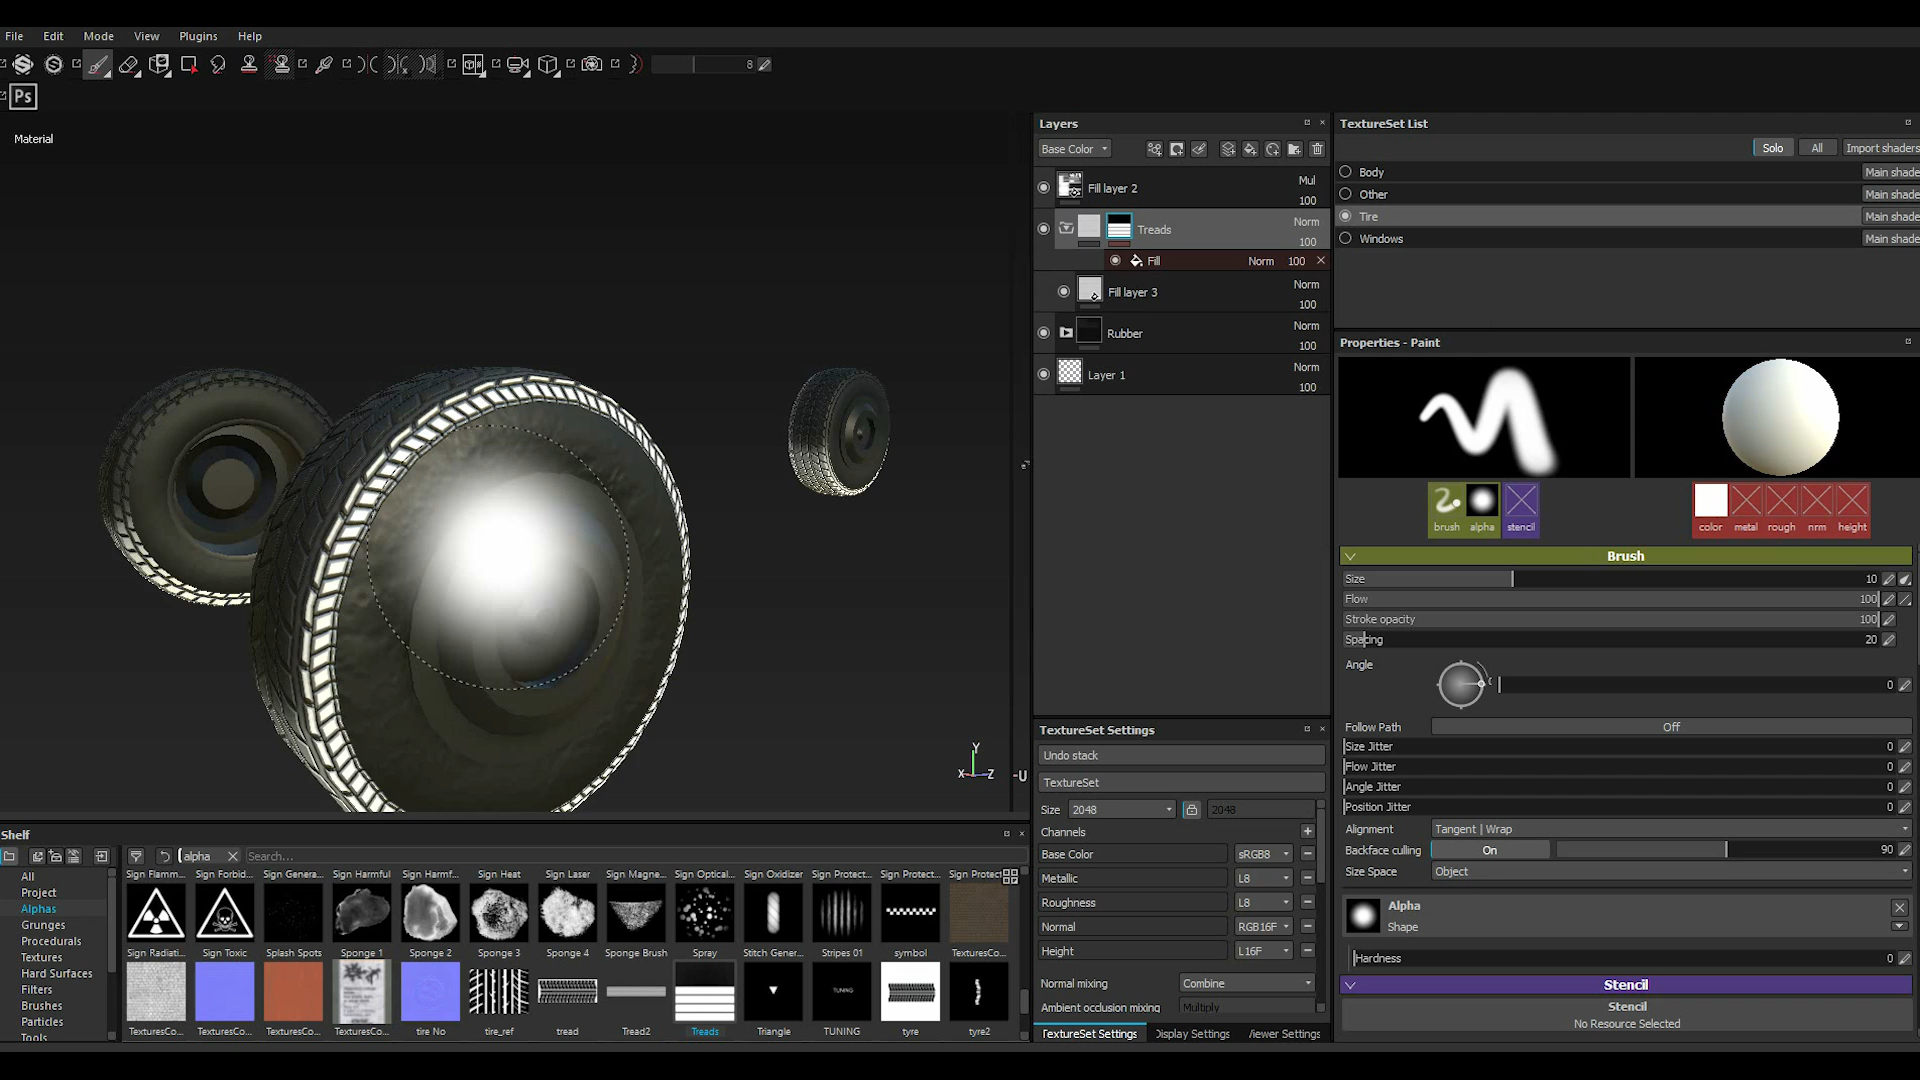 File Edit Mode View Plugins Help
8
Ps
Material
Layers
Base Color
Fill layer 2 Mul 100
Treads Norm 100
Fill Norm 100
Fill layer 3 Norm 100
Rubber Norm 100
Layer 1 Norm 100
TextureSet List
Solo All Import shaders
Body Main shade
Other Main shade
Tire Main shade
Windows Main shade
Properties - Paint
brush alpha stencil
color metal rough nrm height
Brush
Size 10
Flow 100
Stroke opacity 100
Spacing 20
Angle 0
Follow Path Off
Size Jitter 0
Flow Jitter 0
Angle Jitter 0
Position Jitter 0
Alignment Tangent | Wrap
Backface culling On 90
Size Space Object
Alpha
Shape
Hardness 0
Stencil
Stencil
No Resource Selected
Y
X Z
-U
TextureSet Settings
Undo stack
TextureSet
Size 2048 2048
Channels
Base Color sRGB8
Metallic L8
Roughness L8
Normal RGB16F
Height L16F
Normal mixing Combine
Ambient occlusion mixing Multiply
TextureSet Settings Display Settings Viewer Settings
Shelf
alpha Search...
All
Project
Alphas
Grunges
Procedurals
Textures
Hard Surfaces
Filters
Brushes
Particles
Tools
Sign Flamm... Sign Forbid... Sign Genera... Sign Harmful Sign Harmf... Sign Heat Sign Laser Sign Magne... Sign Optical... Sign Oxidizer Sign Protect... Sign Protect... Sign Protect
Sign Radiati... Sign Toxic Splash Spots Sponge 1 Sponge 2 Sponge 3 Sponge 4 Sponge Brush Spray Stitch Gener... Stripes 01 symbol TexturesCo...
TUNING
TexturesCo... TexturesCo... TexturesCo... TexturesCo... tire No tire_ref tread Tread2 Treads Triangle TUNING tyre tyre2